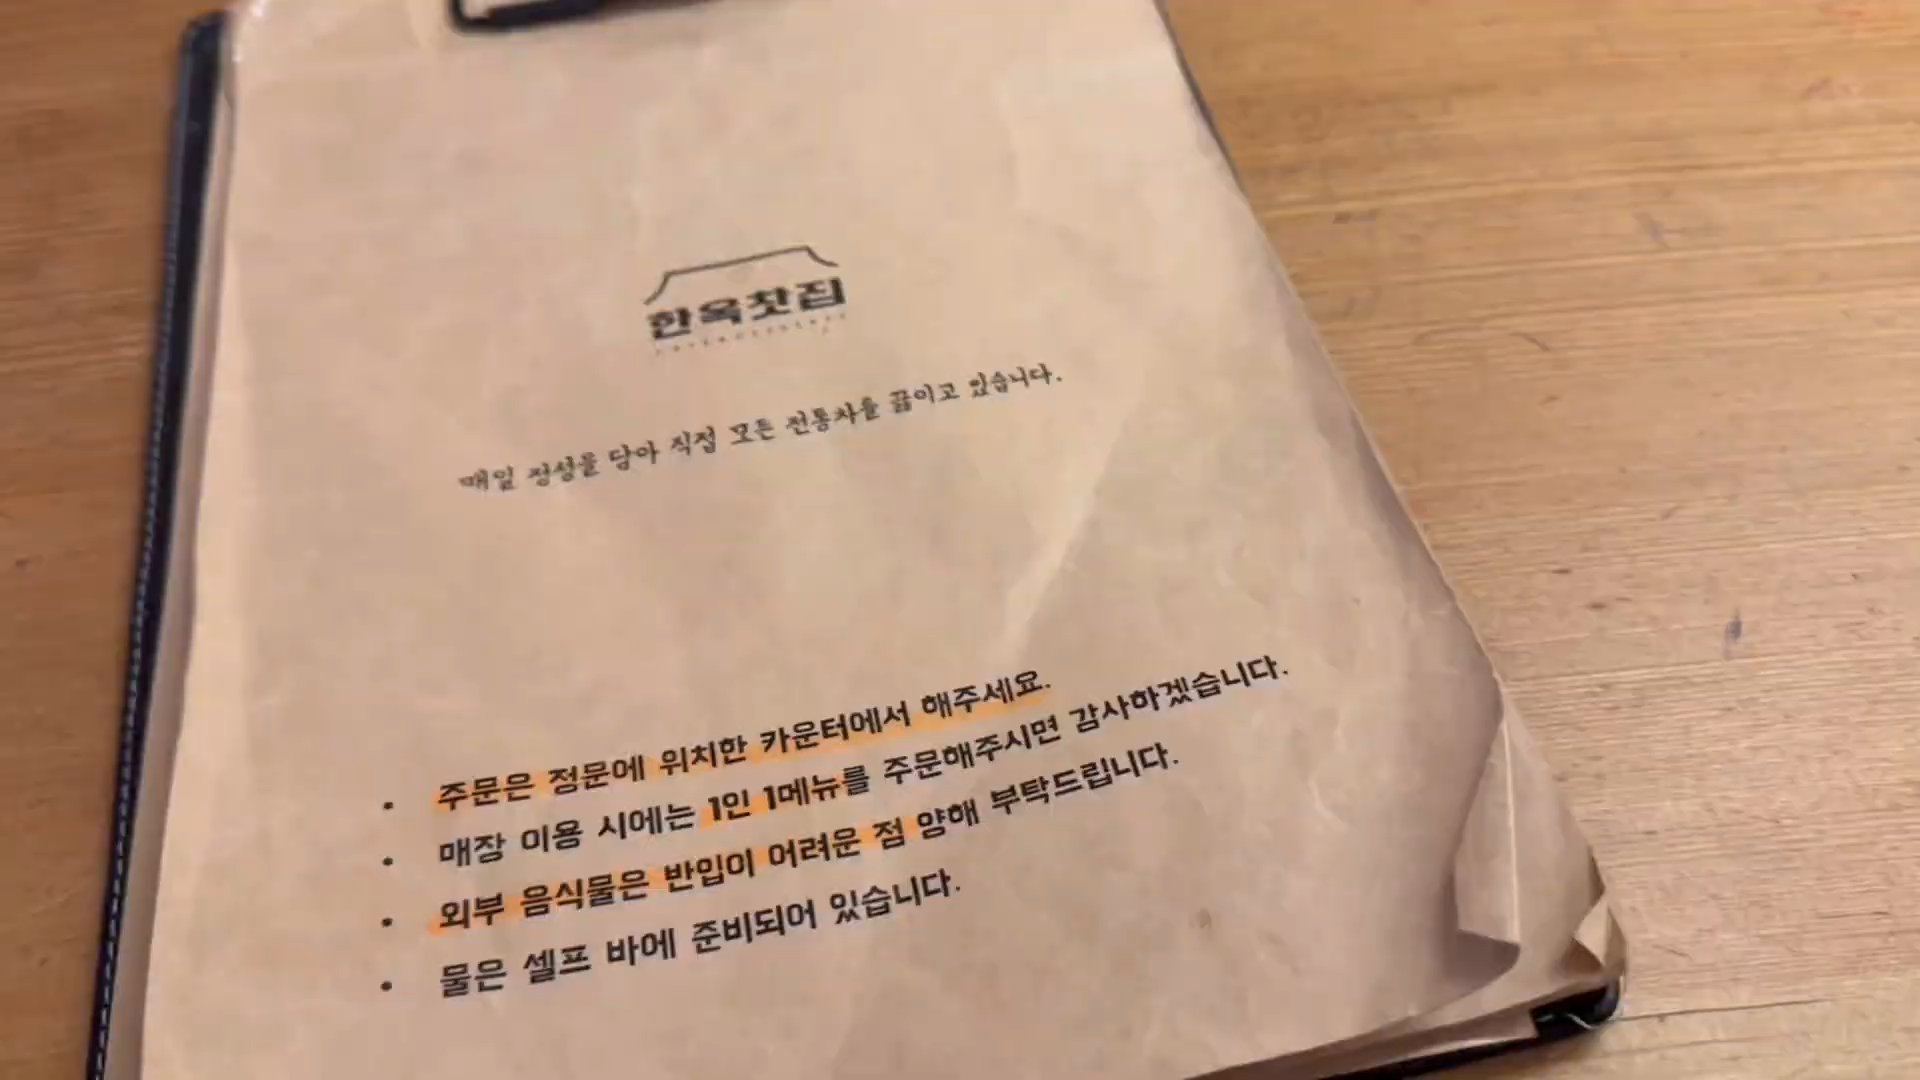 한옥찻집
매일 정성을 담아 직접 모든 전통차를 끓이고 있습니다.
• 주문은 정문에 위치한 카운터에서 해주세요.
• 매장 이용 시에는 1인 1메뉴를 주문해주시면 감사하겠습니다.
• 외부 음식물은 반입이 어려운 점 양해 부탁드립니다.
• 물은 셀프 바에 준비되어 있습니다.